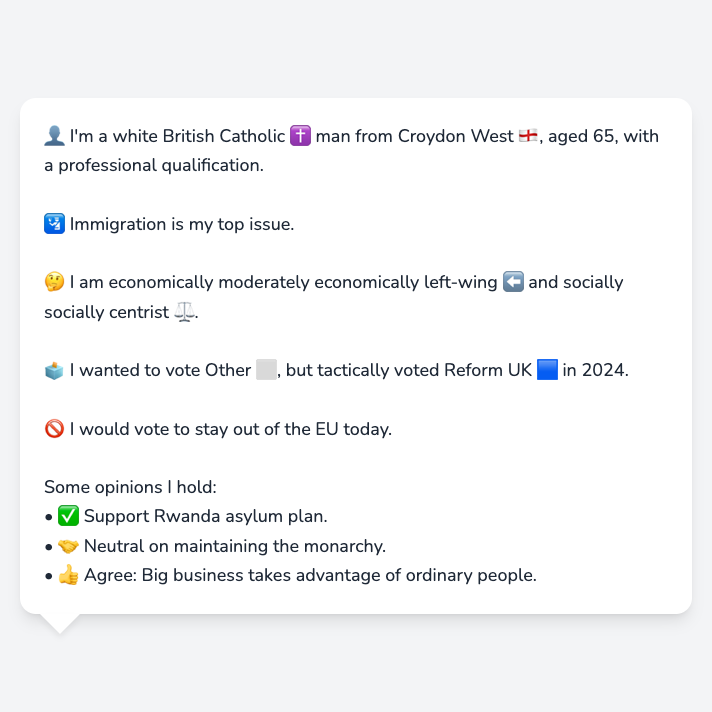 👤 I'm a white British Catholic ✝️ man from Croydon West 🏴󠁧󠁢󠁥󠁮󠁧󠁿, aged 65, with
a professional qualification.
🛂 Immigration is my top issue.
🤔 I am economically moderately economically left-wing ⬅️ and socially
socially centrist ⚖️.
🗳️ I wanted to vote Other ⬜, but tactically voted Reform UK 🟦 in 2024.
🚫 I would vote to stay out of the EU today.
Some opinions I hold:
• ✅ Support Rwanda asylum plan.
• 🤝 Neutral on maintaining the monarchy.
• 👍 Agree: Big business takes advantage of ordinary people.